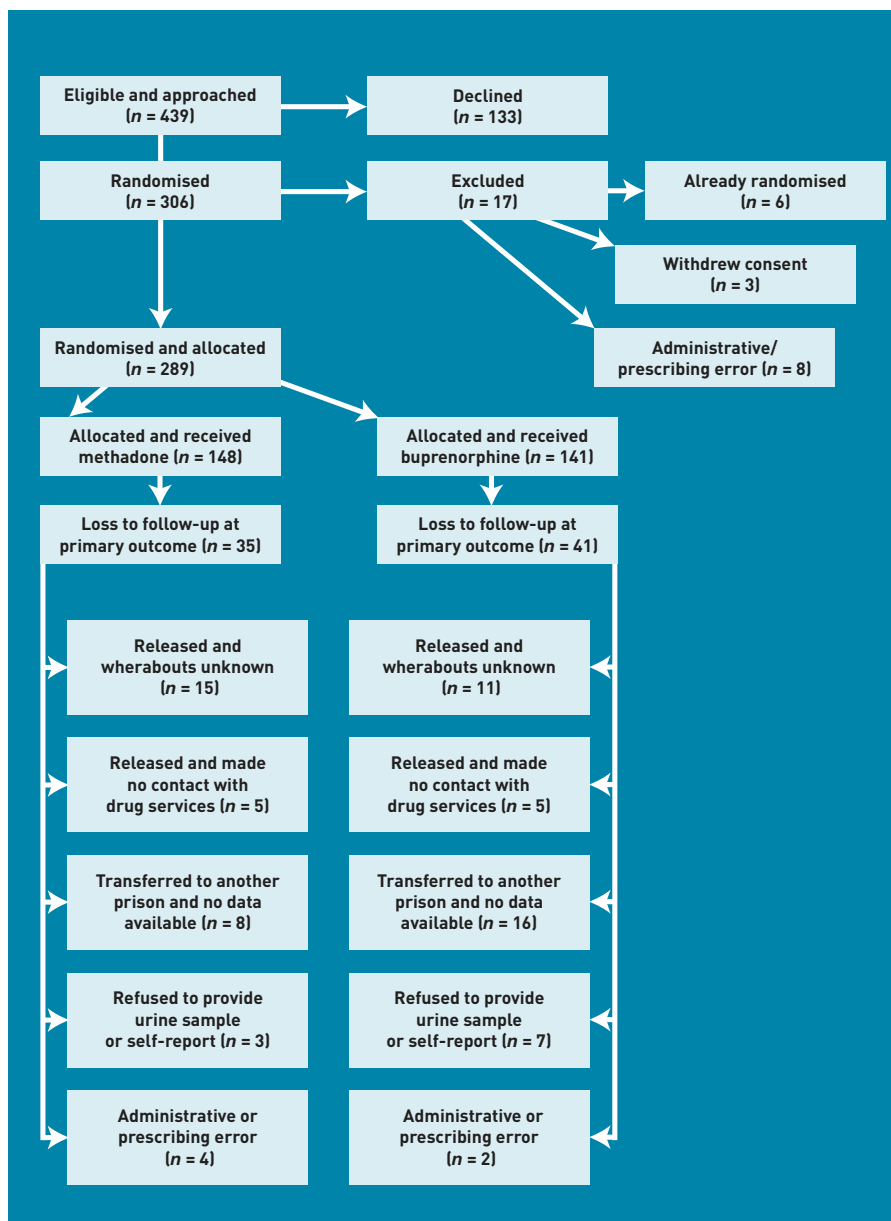 Eligible and approached
(n = 439)
Declined
(n = 133)
Randomised
(n = 306)
Excluded
(n = 17)
Already randomised
(n = 6)
Withdrew consent
(n = 3)
Administrative/
prescribing error (n = 8)
Randomised and allocated
(n = 289)
Allocated and received
methadone (n = 148)
Allocated and received
buprenorphine (n = 141)
Loss to follow-up at
primary outcome (n = 35)
Loss to follow-up at
primary outcome (n = 41)
Released and
wherabouts unknown
(n = 15)
Released and
wherabouts unknown
(n = 11)
Released and made
no contact with
drug services (n = 5)
Released and made
no contact with
drug services (n = 5)
Transferred to another
prison and no data
available (n = 8)
Transferred to another
prison and no data
available (n = 16)
Refused to provide
urine sample
or self-report (n = 3)
Refused to provide
urine sample
or self-report (n = 7)
Administrative or
prescribing error
(n = 4)
Administrative or
prescribing error
(n = 2)